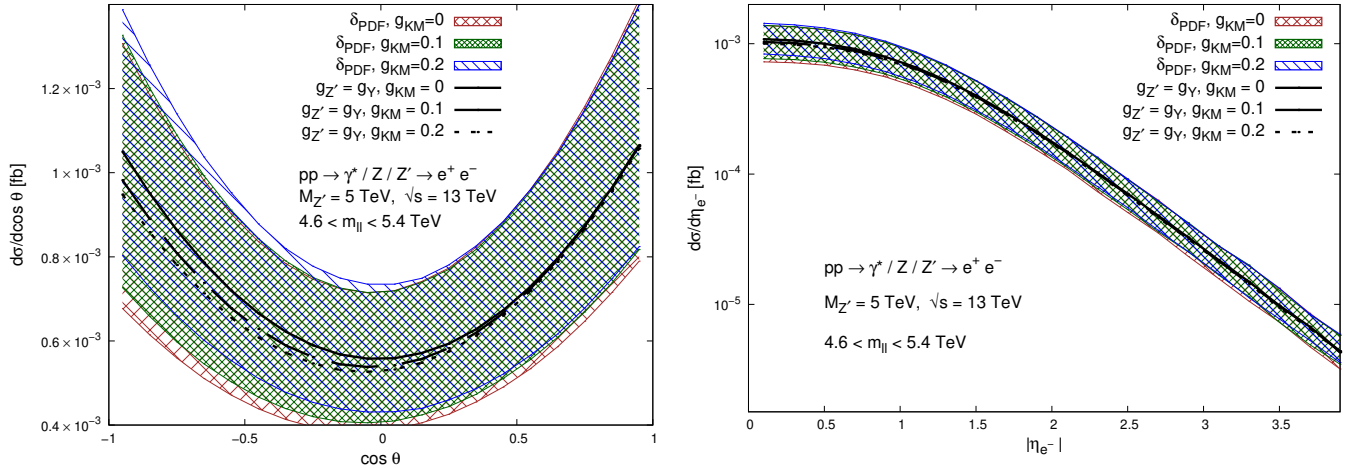 δPDF, gKM=0
δPDF, gKM=0.1
δPDF, gKM=0.2
gZ′ = gY, gKM = 0
gZ′ = gY, gKM = 0.1
gZ′ = gY, gKM = 0.2
pp → γ* / Z / Z′ → e+ e−
MZ′ = 5 TeV, √s = 13 TeV
4.6 < mll < 5.4 TeV
dσ/dcos θ [fb]
1.2 × 10−3
1 × 10−3
0.8 × 10−3
0.6 × 10−3
0.4 × 10−3
−1 −0.5 0 0.5 1
cos θ
δPDF, gKM=0
δPDF, gKM=0.1
δPDF, gKM=0.2
gZ′ = gY, gKM = 0
gZ′ = gY, gKM = 0.1
gZ′ = gY, gKM = 0.2
pp → γ* / Z / Z′ → e+ e−
MZ′ = 5 TeV, √s = 13 TeV
4.6 < mll < 5.4 TeV
dσ/dηe− [fb]
10−3
10−4
10−5
0 0.5 1 1.5 2 2.5 3 3.5
|ηe− |